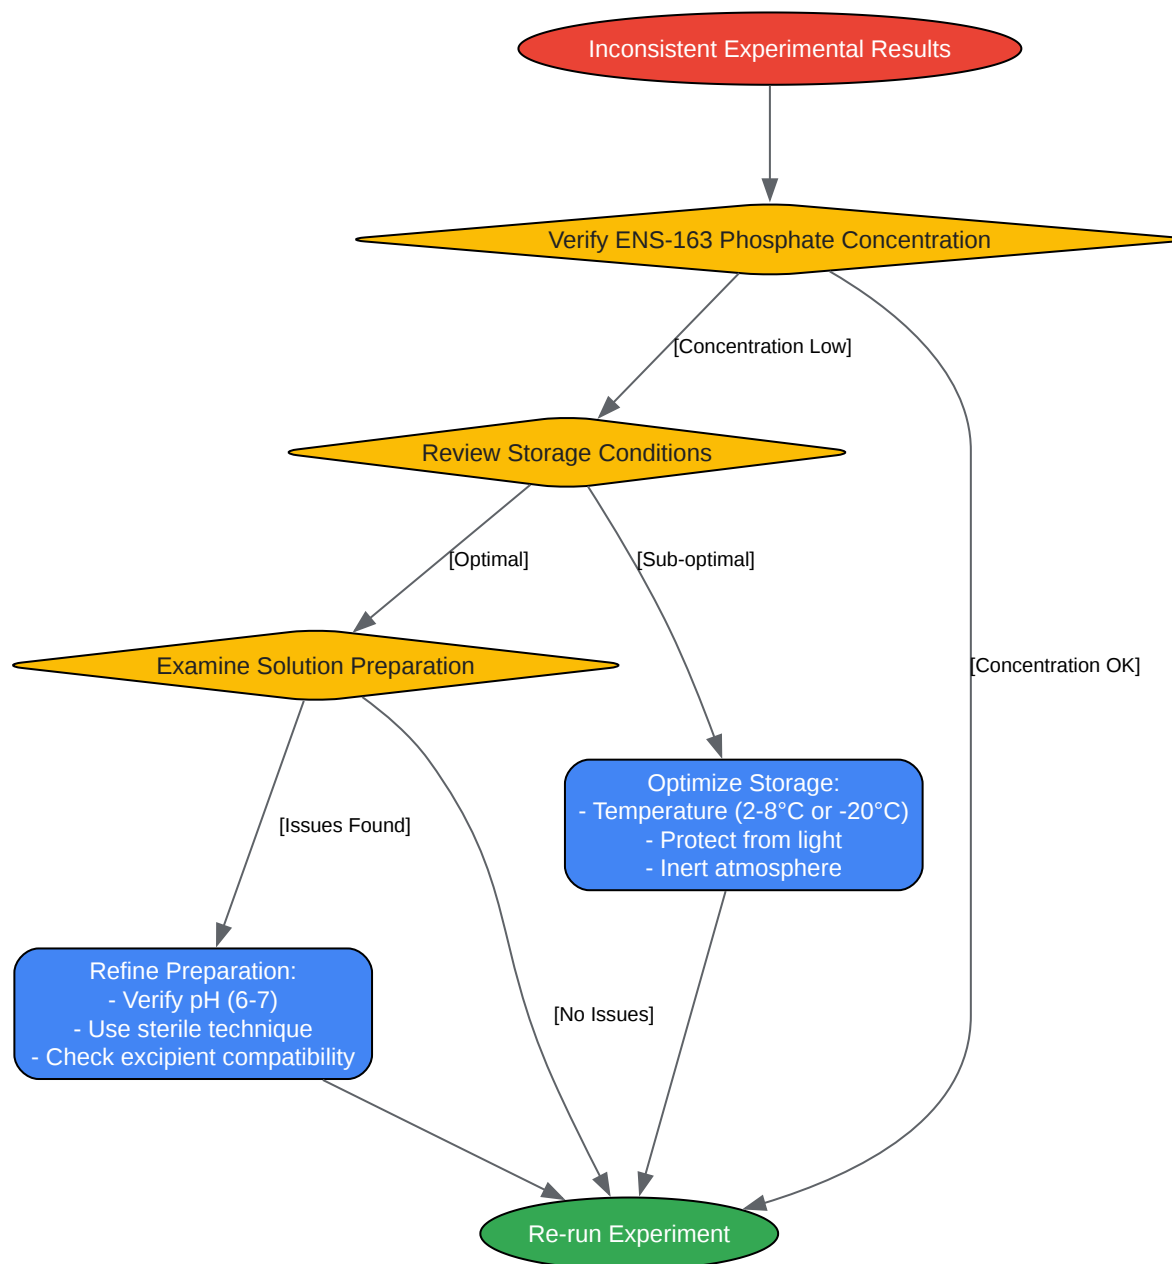 Inconsistent Experimental Results
Verify ENS-163 Phosphate Concentration
[Concentration Low]
Review Storage Conditions
[Optimal]
[Sub-optimal]
Examine Solution Preparation
[Concentration OK]
Optimize Storage:
- Temperature (2-8°C or -20°C)
- Protect from light
- Inert atmosphere
[Issues Found]
Refine Preparation:
- Verify pH (6-7)
- Use sterile technique
- Check excipient compatibility
[No Issues]
Re-run Experiment